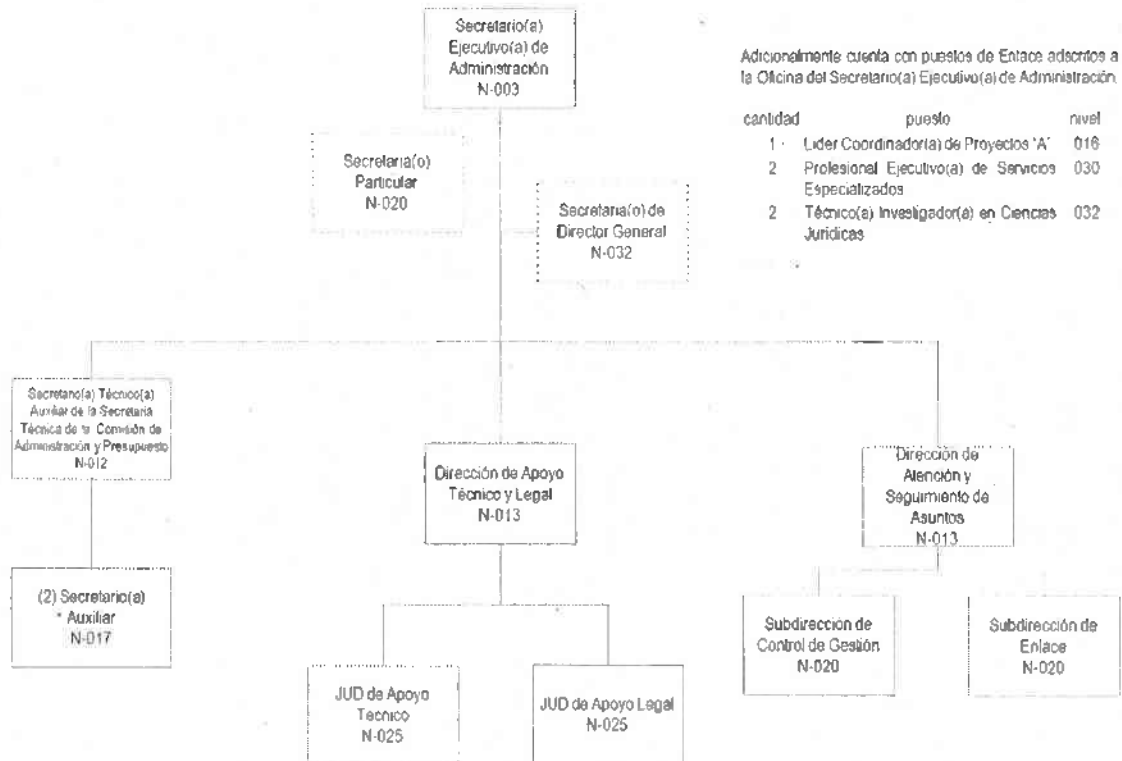 Secretario(a)
Ejecutivo(a) de
Administración
N-003
Adicionalmente cuenta con puestos de Enlace adscritos a
la Oficina del Secretario(a) Ejecutivo(a) de Administración.
cantidad puesto nivel
1 Líder Coordinador(a) de Proyectos "A" 016
2 Profesional Ejecutivo(a) de Servicios 030
Especializados
2 Técnico(a) Investigador(a) en Ciencias 032
Jurídicas
Secretaria(o)
Particular
N-020
Secretaria(o) de
Director General
N-032
Secretario(a) Técnico(a)
Auxiliar de la Secretaría
Técnica de la Comisión de
Administración y Presupuesto
N-012
Dirección de Apoyo
Técnico y Legal
N-013
Dirección de
Atención y
Seguimiento de
Asuntos
N-013
(2) Secretario(a)
Auxiliar
N-017
Subdirección de
Control de Gestión
N-020
Subdirección de
Enlace
N-020
JUD de Apoyo
Técnico
N-025
JUD de Apoyo Legal
N-025